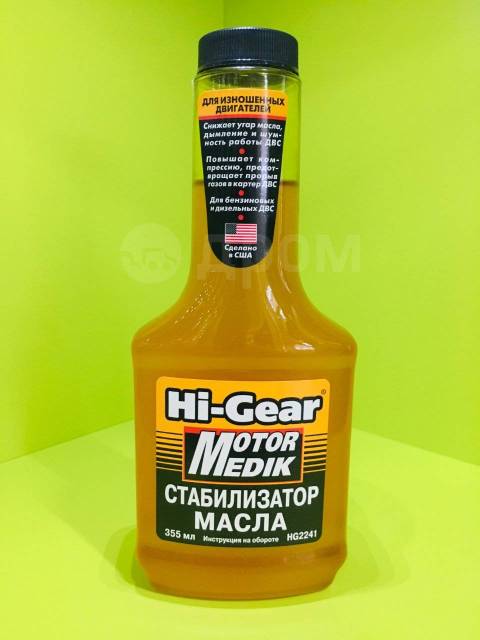 ДЛЯ ИЗНОШЕННЫХ
ДВИГАТЕЛЕЙ
Снижает угар масла,
дымление и шум-
ность работы ДВС
Повышает ком-
прессию, предот-
вращает прорыв
газов в картер ДВС
Для бензиновых
и дизельных ДВС
Сделано
в США
дром
Hi-Gear®
MOTOR
MEDIK
СТАБИЛИЗАТОР
МАСЛА
355 мл Инструкция на обороте HG2241